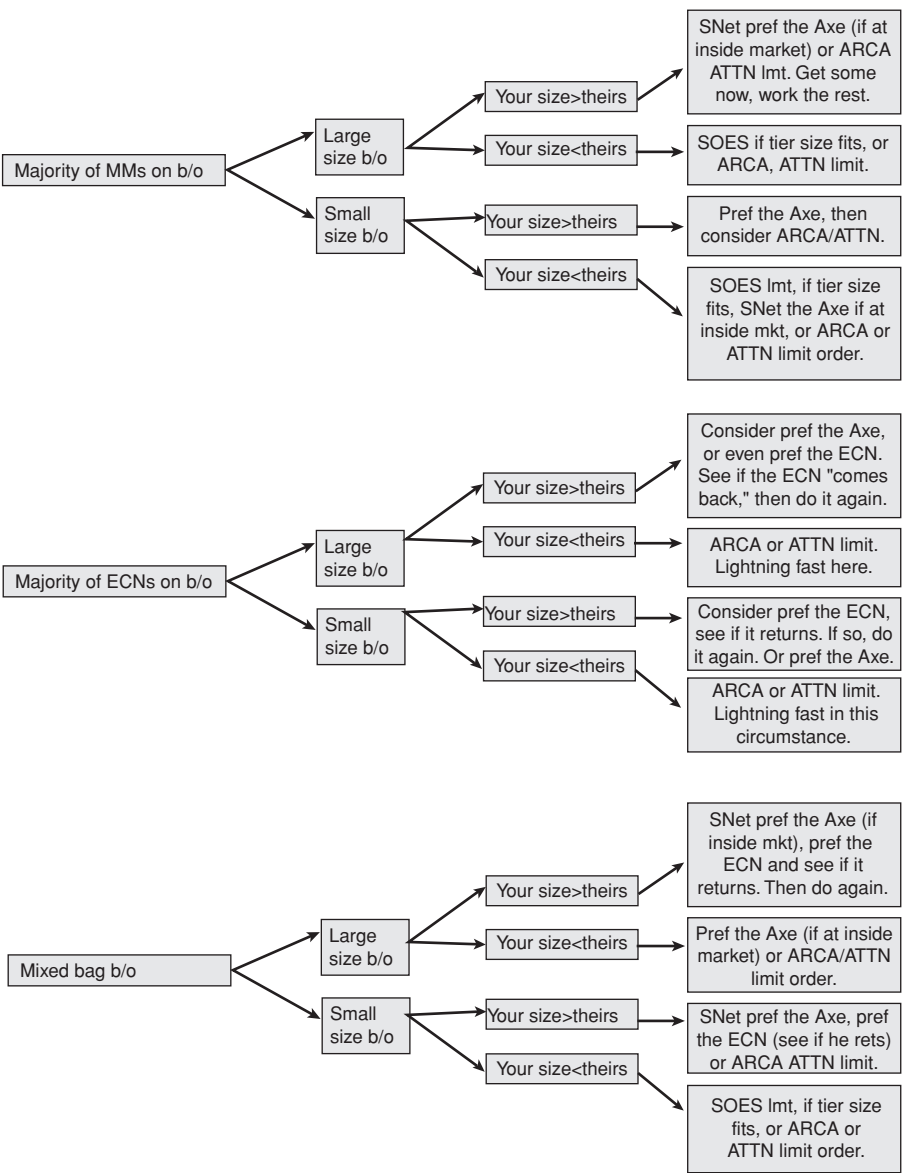 Majority of MMs on b/o
Large
size b/o
Your size>theirs
SNet pref the Axe (if at
inside market) or ARCA
ATTN lmt. Get some
now, work the rest.
Your size<theirs
SOES if tier size fits, or
ARCA, ATTN limit.
Small
size b/o
Your size>theirs
Pref the Axe, then
consider ARCA/ATTN.
Your size<theirs
SOES lmt, if tier size
fits, SNet the Axe if at
inside mkt, or ARCA or
ATTN limit order.
Majority of ECNs on b/o
Large
size b/o
Your size>theirs
Consider pref the Axe,
or even pref the ECN.
See if the ECN "comes
back," then do it again.
Your size<theirs
ARCA or ATTN limit.
Lightning fast here.
Small
size b/o
Your size>theirs
Consider pref the ECN,
see if it returns. If so, do
it again. Or pref the Axe.
Your size<theirs
ARCA or ATTN limit.
Lightning fast in this
circumstance.
Mixed bag b/o
Large
size b/o
Your size>theirs
SNet pref the Axe (if
inside mkt), pref the
ECN and see if it
returns. Then do again.
Your size<theirs
Pref the Axe (if at inside
market) or ARCA/ATTN
limit order.
Small
size b/o
Your size>theirs
SNet pref the Axe, pref
the ECN (see if he rets)
or ARCA ATTN limit.
Your size<theirs
SOES lmt, if tier size
fits, or ARCA or
ATTN limit order.